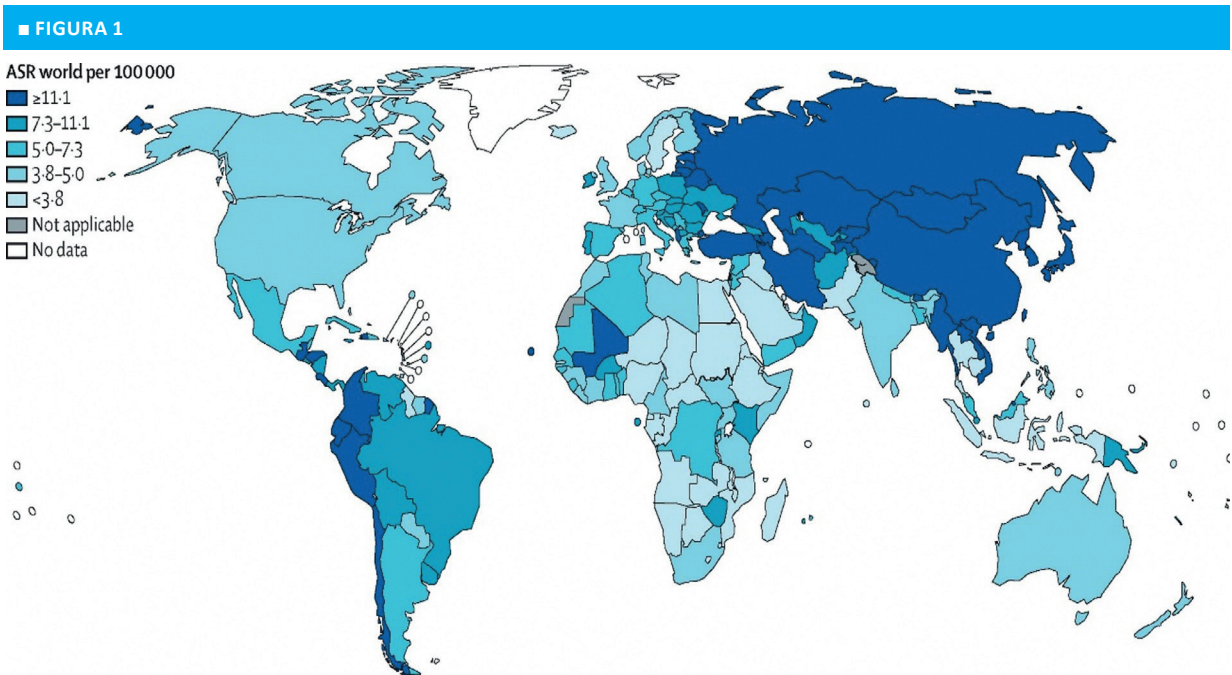 ■ FIGURA 1
ASR world per 100 000
≥11·1
7·3–11·1
5·0–7·3
3·8–5·0
<3·8
Not applicable
No data